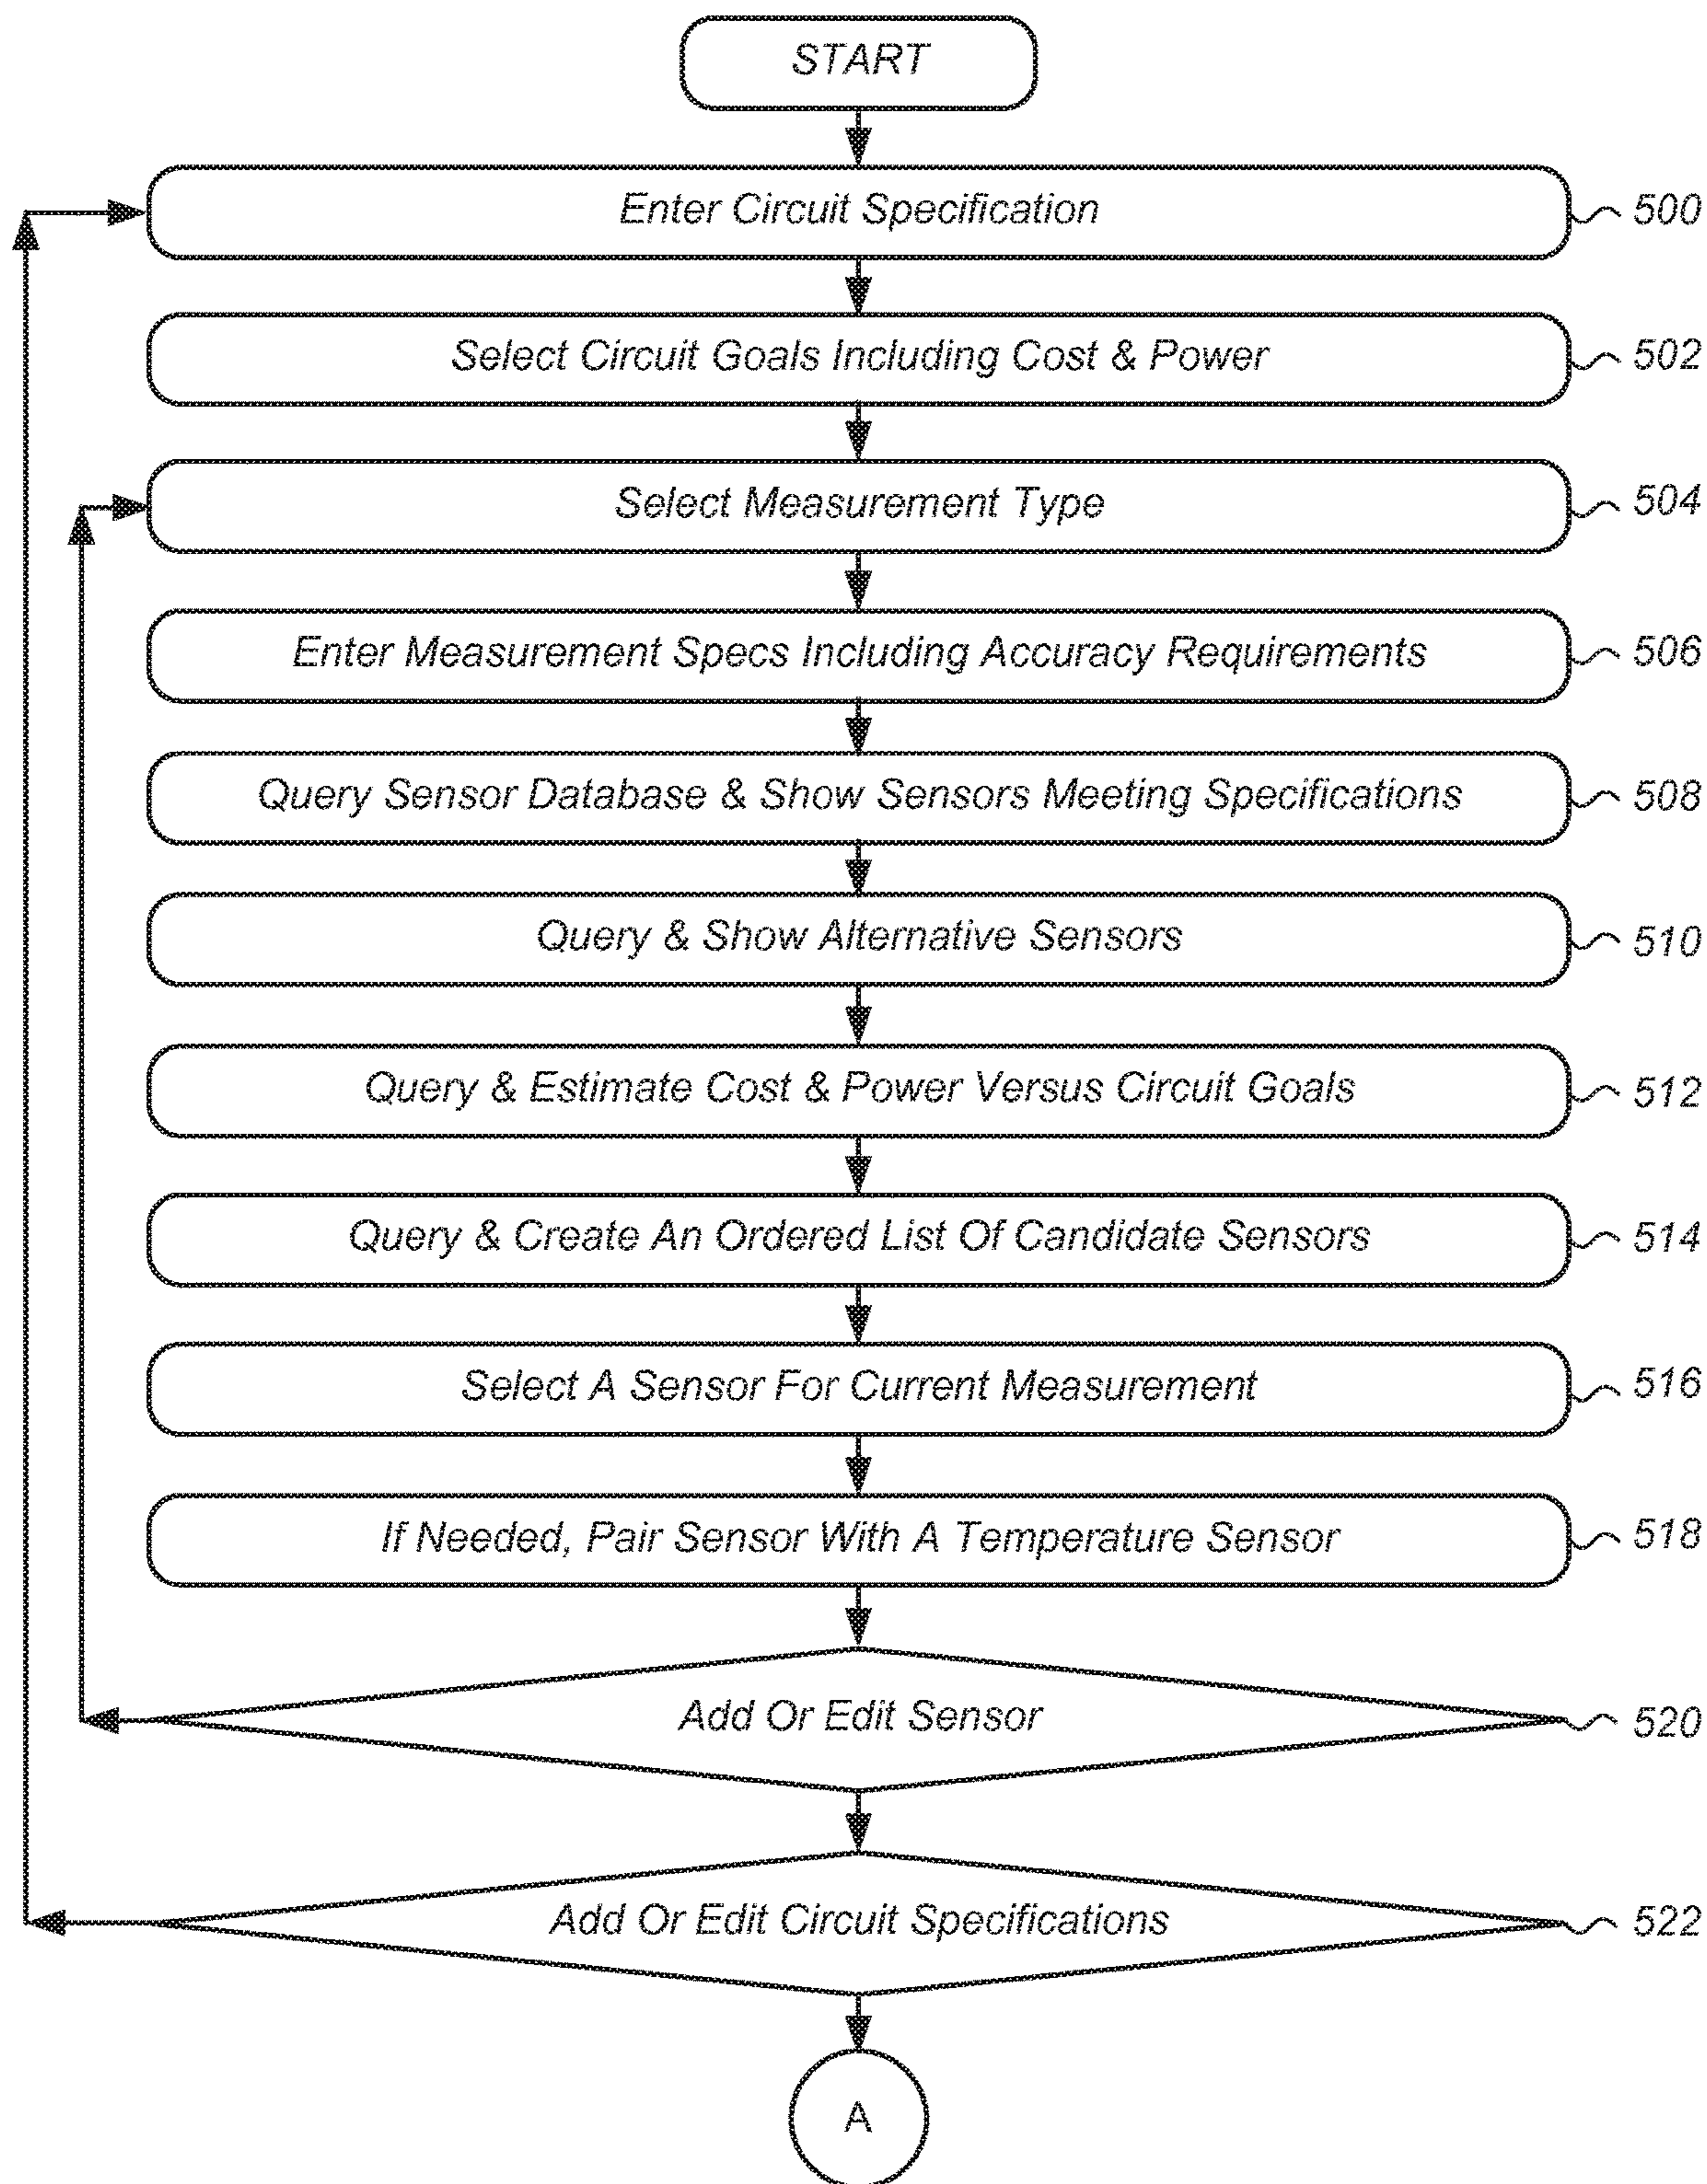 START
Enter Circuit Specification 500
Select Circuit Goals Including Cost & Power 502
Select Measurement Type 504
Enter Measurement Specs Including Accuracy Requirements 506
Query Sensor Database & Show Sensors Meeting Specifications 508
Query & Show Alternative Sensors 510
Query & Estimate Cost & Power Versus Circuit Goals 512
Query & Create An Ordered List Of Candidate Sensors 514
Select A Sensor For Current Measurement 516
If Needed, Pair Sensor With A Temperature Sensor 518
Add Or Edit Sensor 520
Add Or Edit Circuit Specifications 522
A